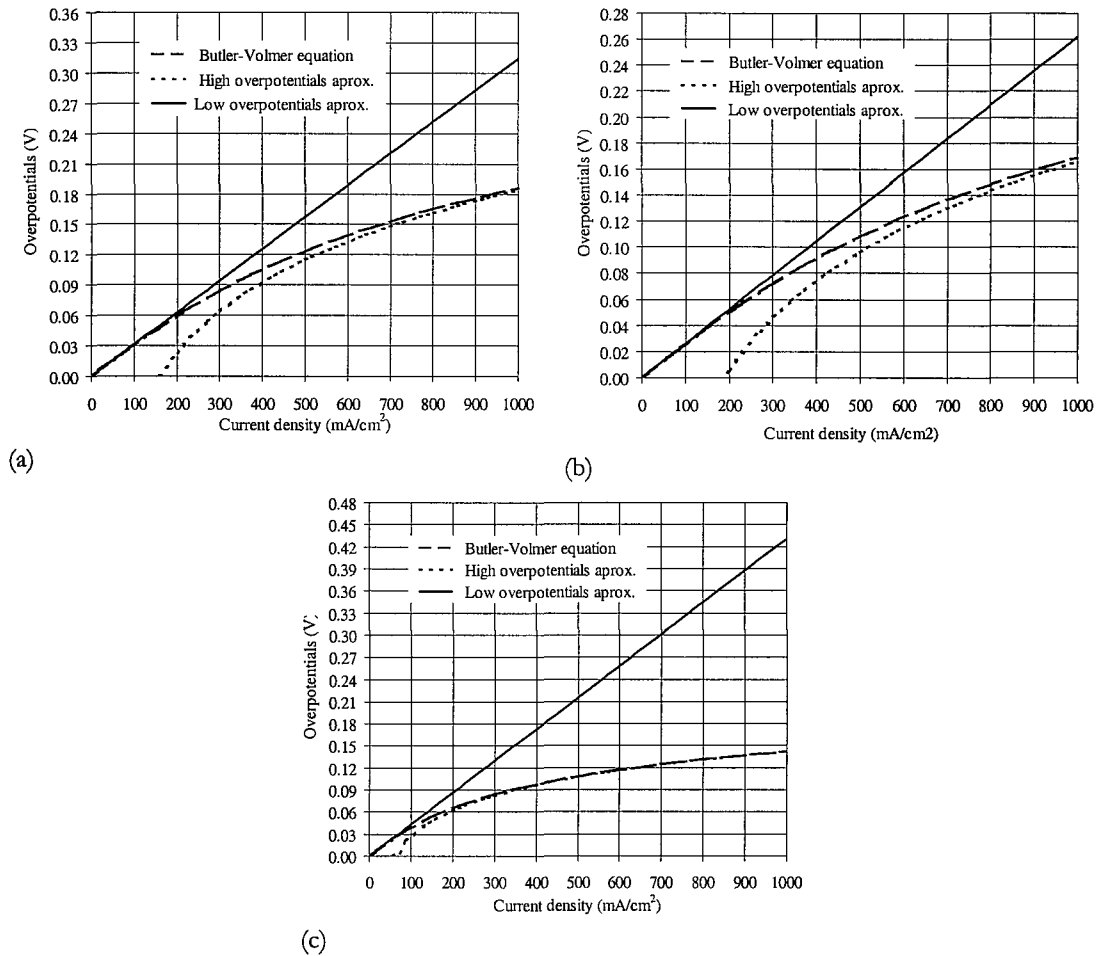 0.36
0.33
0.30
0.27
0.24
0.21
0.18
0.15
0.12
0.09
0.06
0.03
0.00
Overpotentials (V)
Butler-Volmer equation
High overpotentials aprox.
Low overpotentials aprox.
0 100 200 300 400 500 600 700 800 900 1000
Current density (mA/cm²)
(a)
0.28
0.26
0.24
0.22
0.20
0.18
0.16
0.14
0.12
0.10
0.08
0.06
0.04
0.02
0.00
Overpotentials (V)
Butler-Volmer equation
High overpotentials aprox.
Low overpotentials aprox.
0 100 200 300 400 500 600 700 800 900 1000
Current density (mA/cm2)
(b)
0.48
0.45
0.42
0.39
0.36
0.33
0.30
0.27
0.24
0.21
0.18
0.15
0.12
0.09
0.06
0.03
0.00
Overpotentials (V)
Butler-Volmer equation
High overpotentials aprox.
Low overpotentials aprox.
0 100 200 300 400 500 600 700 800 900 1000
Current density (mA/cm²)
(c)